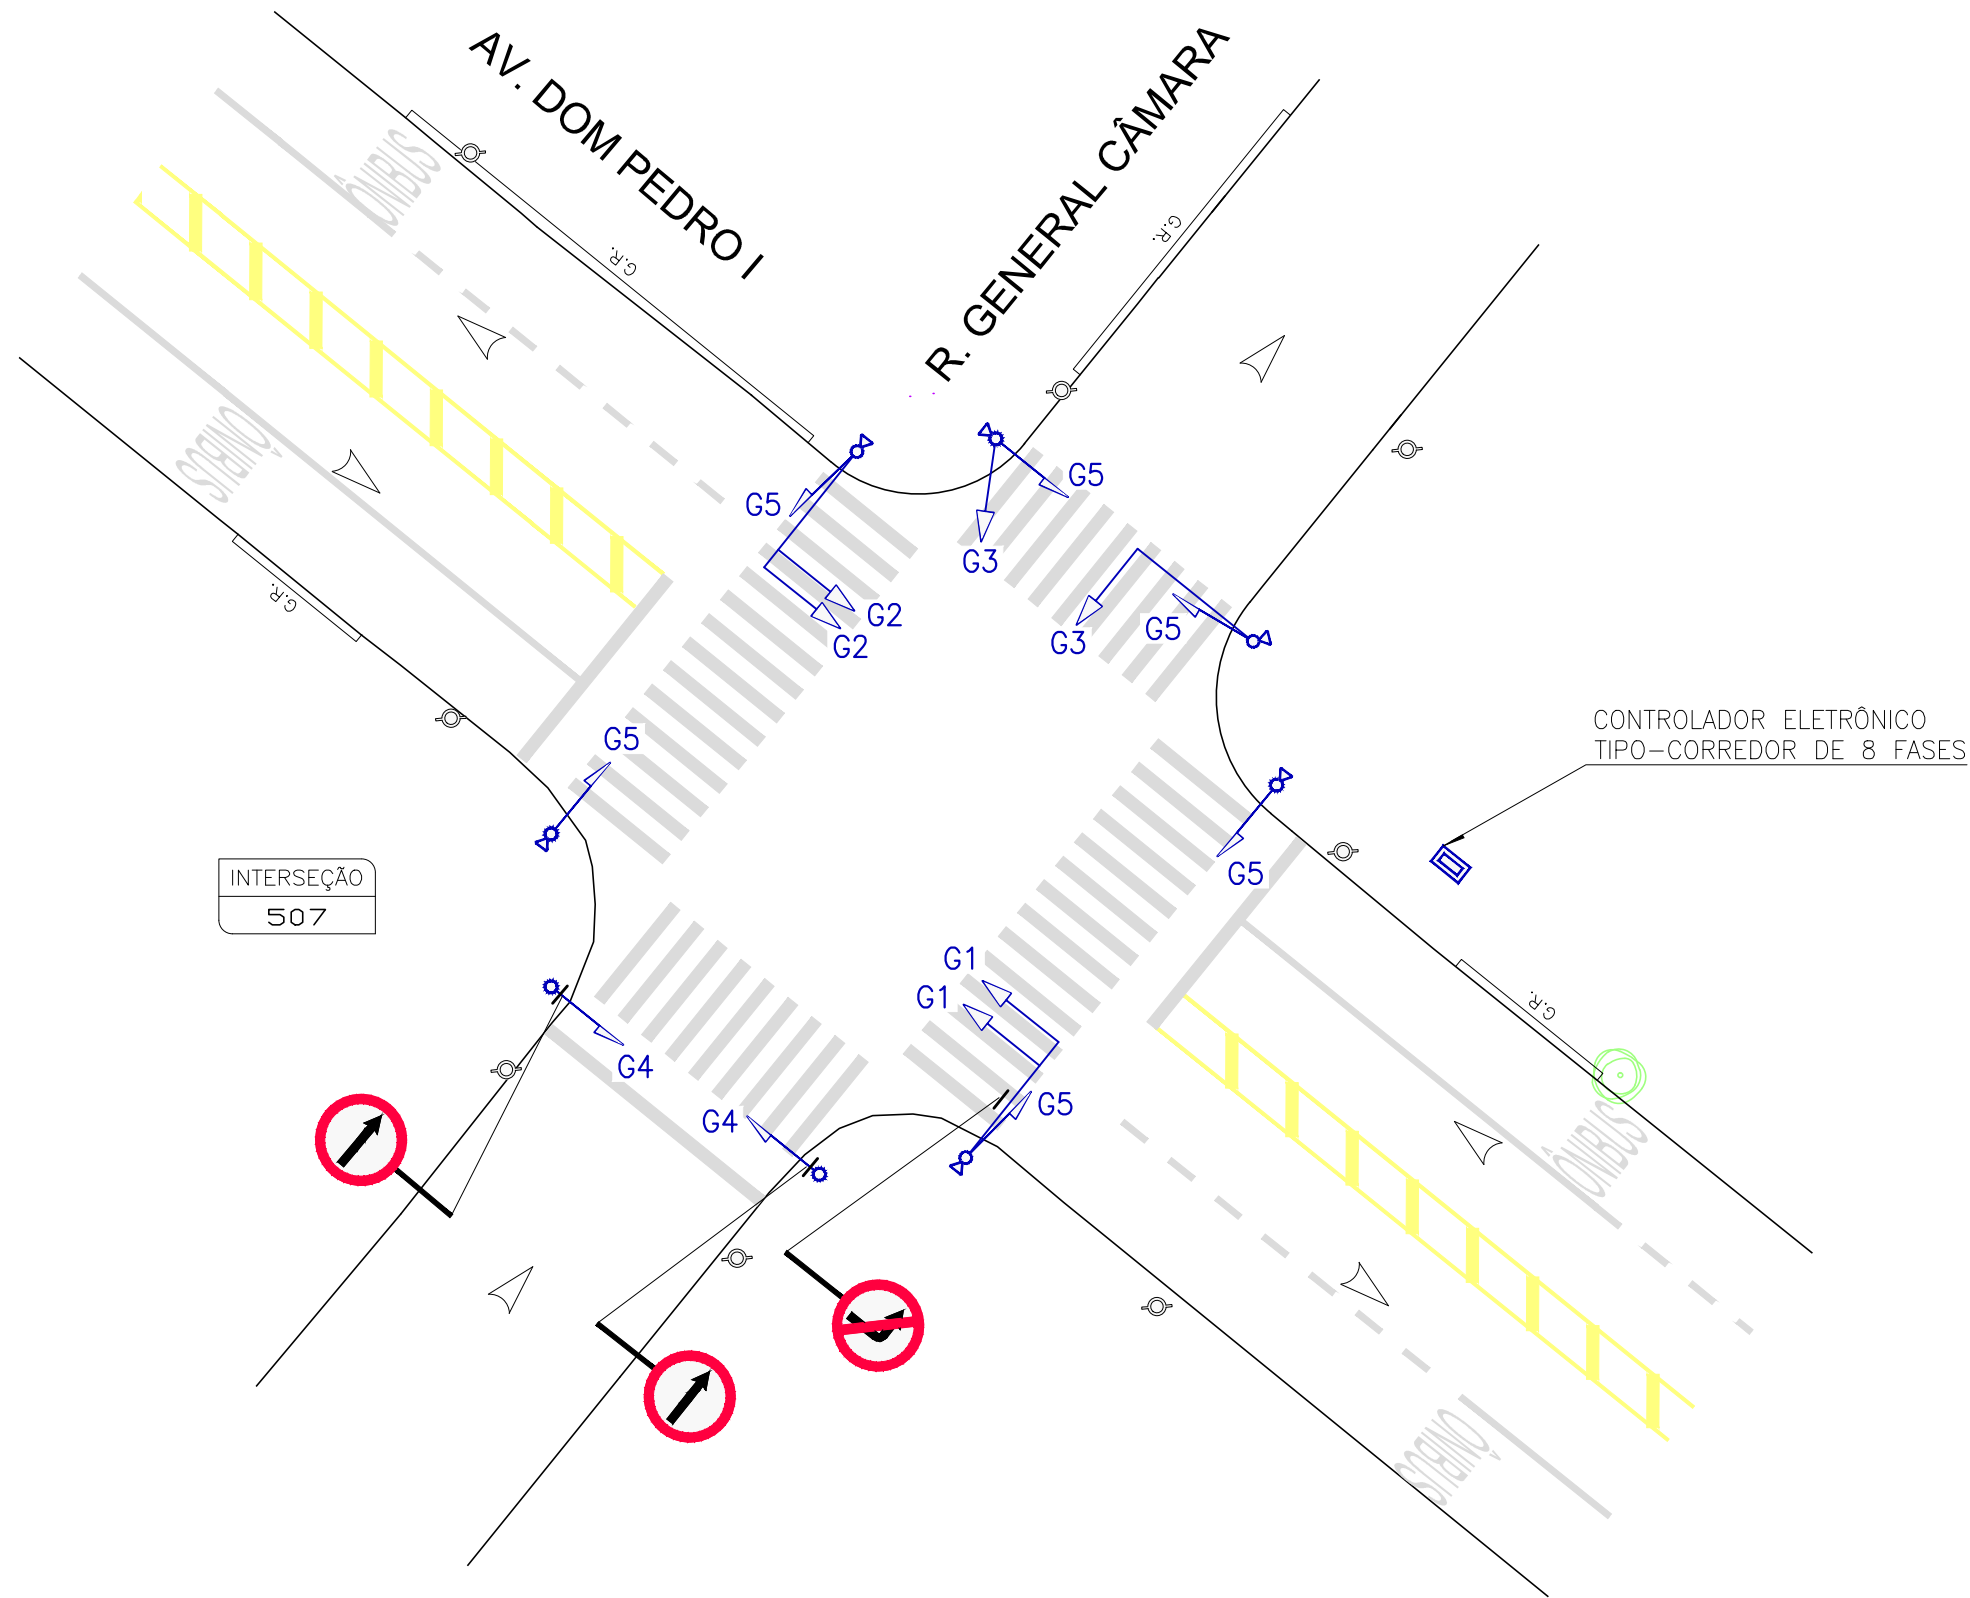 AV. DOM PEDRO I
R. GENERAL CÂMARA
ÔNIBUS
G.R.
G.R.
ÔNIBUS
G.R.
G5
G5
G3
G2
G2
G3
G5
G5
CONTROLADOR ELETRÔNICO
TIPO-CORREDOR DE 8 FASES
INTERSEÇÃO
507
G5
G1
G1
G4
G4
G5
G.R.
ÔNIBUS
ÔNIBUS